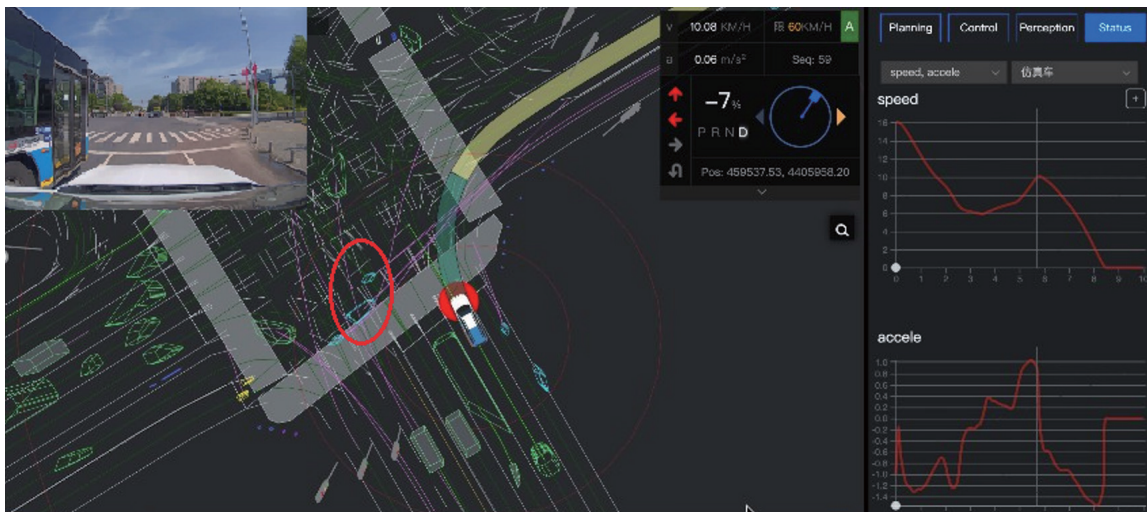 v 10.08 KM/H 限 60KM/H A
a 0.06 m/s² Seq: 59
-7%
P R N D
Pos: 459537.53, 4405958.20
Planning Control Perception Status
speed, accele 仿真车
speed +
16
14
12
10
8
6
4
2
0
0 1 2 3 4 5 6 7 8 9 10
accele
1.0
0.8
0.6
0.4
0.2
0.0
-0.2
-0.4
-0.6
-0.8
-1.0
-1.2
-1.4